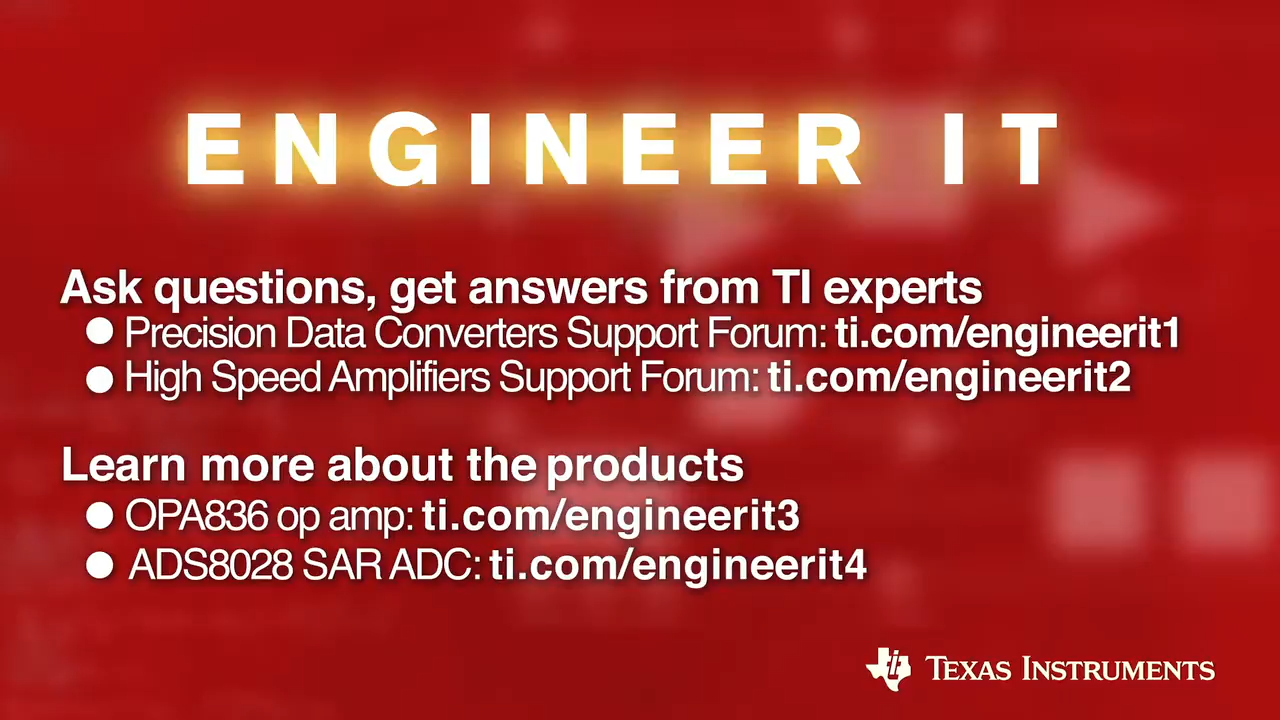 ENGINEER IT
Ask questions, get answers from TI experts
● Precision Data Converters Support Forum: ti.com/engineerit1
● High Speed Amplifiers Support Forum: ti.com/engineerit2
Learn more about the products
● OPA836 op amp: ti.com/engineerit3
● ADS8028 SAR ADC: ti.com/engineerit4
TEXAS INSTRUMENTS